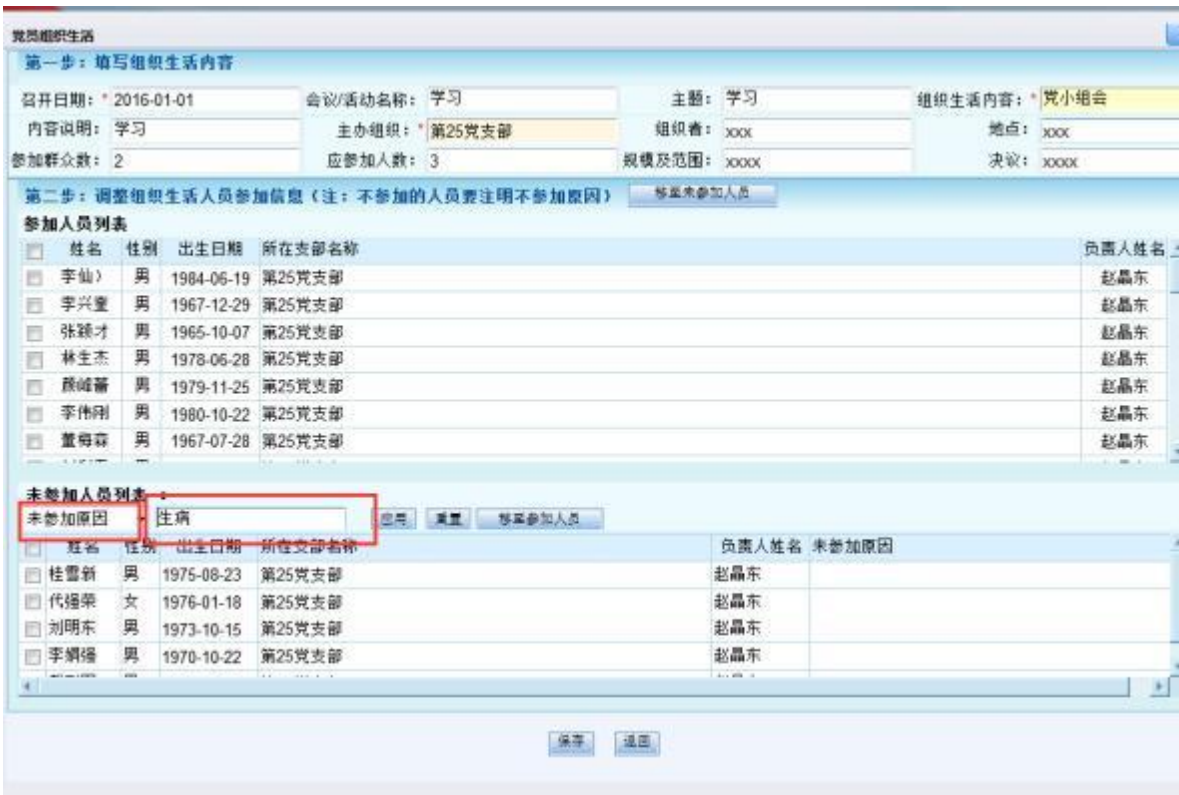 党员组织生活
第一步：填写组织生活内容
召开日期：* 2016-01-01 会议/活动名称： 学习 主题： 学习 组织生活内容：* 党小组会
内容说明： 学习 主办组织：* 第25党支部 组织者： xxx 地点： xxx
参加群众数： 2 应参加人数： 3 规模及范围： xxxx 决议： xxxx
第二步：调整组织生活人员参加信息（注：不参加的人员要注明不参加原因） 移至未参加人员
参加人员列表
姓名 性别 出生日期 所在支部名称 负责人姓名
李仙） 男 1984-06-19 第25党支部 赵晶东
李兴 男 1967-12-29 第25党支部 赵晶东
张颖才 男 1965-10-07 第25党支部 赵晶东
林生杰 男 1978-06-28 第25党支部 赵晶东
颜峰蕃 男 1979-11-25 第25党支部 赵晶东
李伟刚 男 1980-10-22 第25党支部 赵晶东
董梅森 男 1967-07-28 第25党支部 赵晶东
未参加人员列表 ：
未参加原因 生病 应用 重置 移至参加人员
姓名 性别 出生日期 所在支部名称 负责人姓名 未参加原因
桂雪新 男 1975-08-23 第25党支部 赵晶东
代强荣 女 1976-01-18 第25党支部 赵晶东
刘明东 男 1973-10-15 第25党支部 赵晶东
李娟强 男 1970-10-22 第25党支部 赵晶东
保存 返回